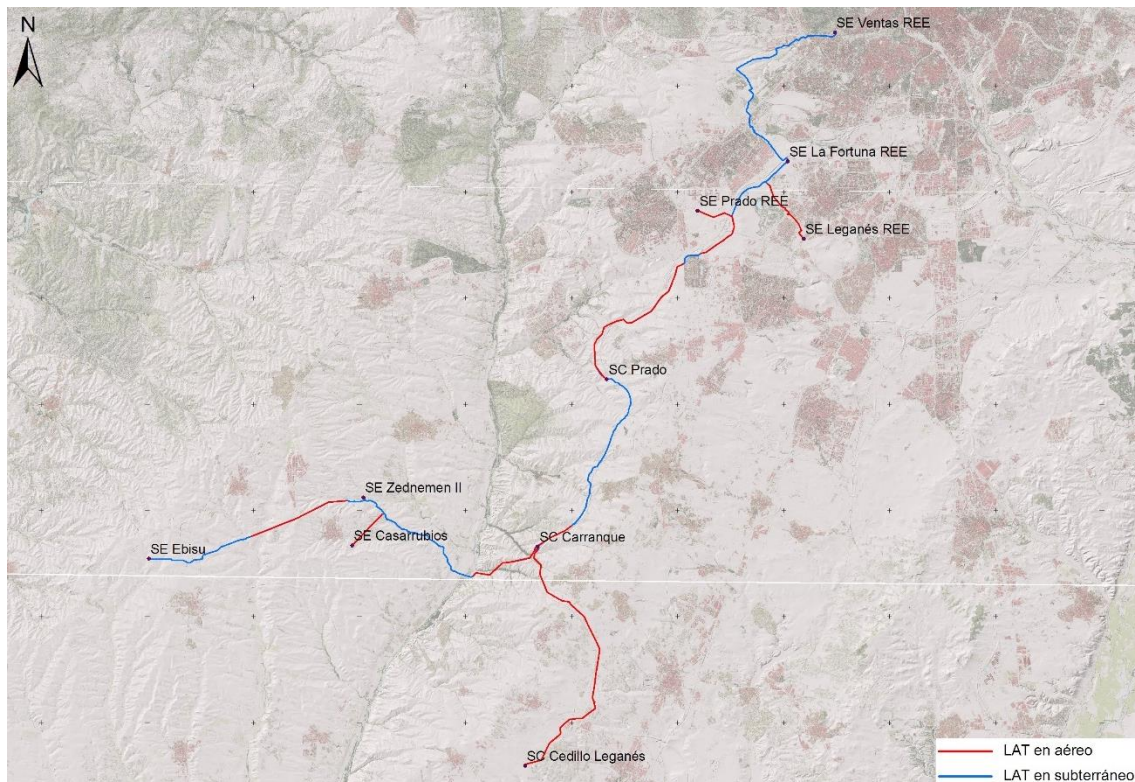 N
SE Ventas REE
SE La Fortuna REE
SE Prado REE
SE Leganés REE
SC Prado
SE Zednemen II
SE Casarrubios
SC Carranque
SE Ebisu
SC Cedillo Leganés
LAT en aéreo
LAT en subterráneo